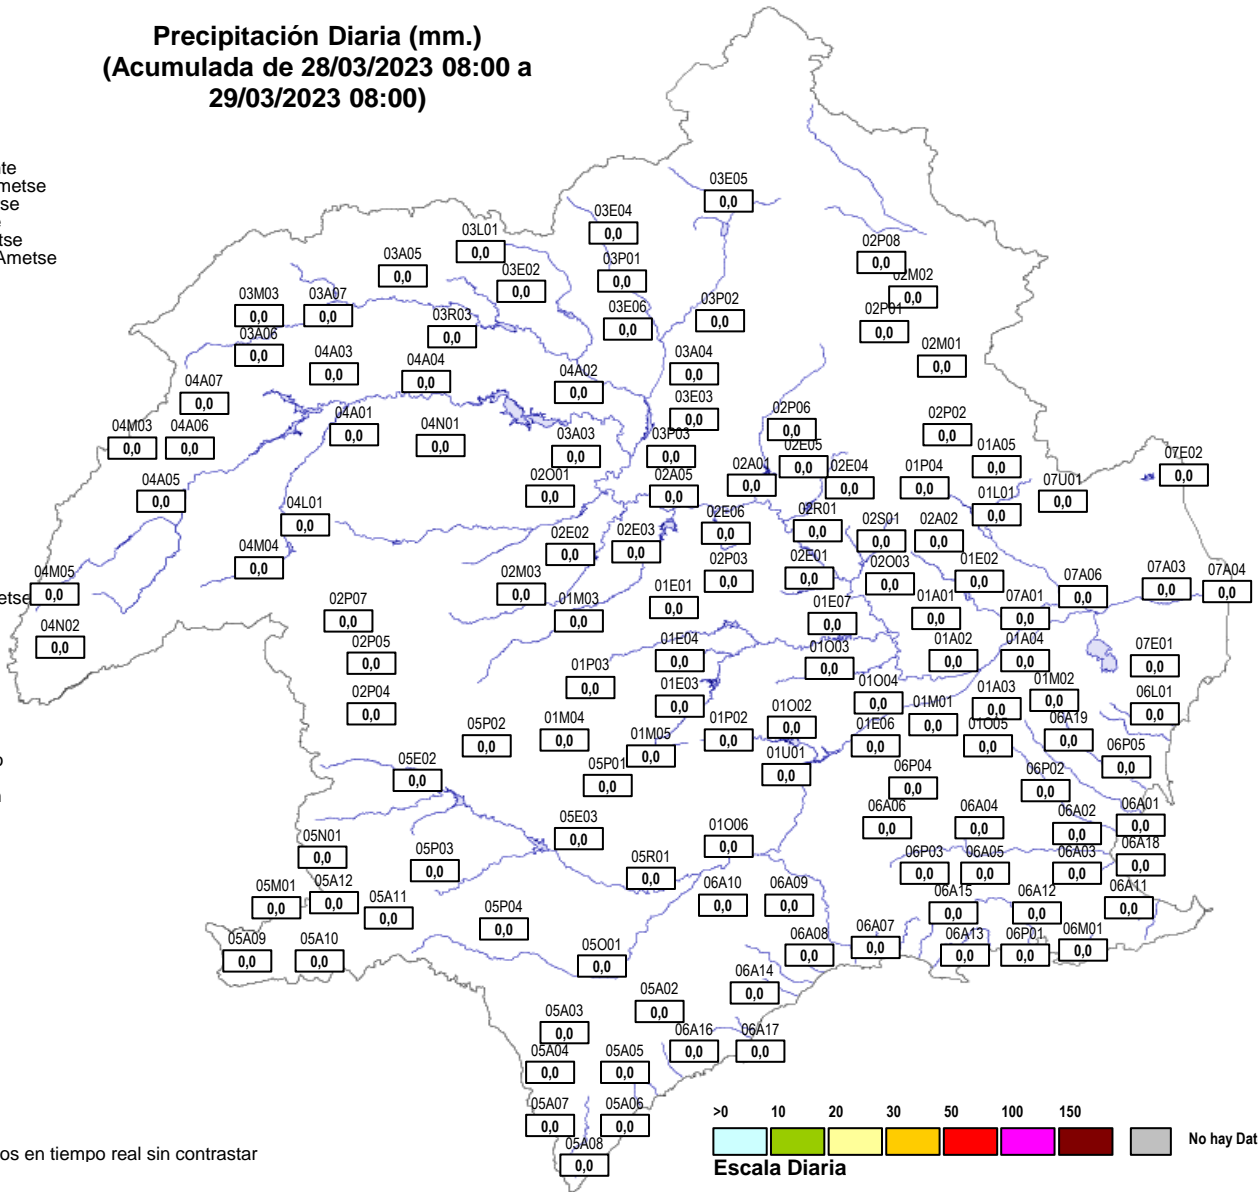 Precipitación Diaria (mm.)
(Acumulada de 28/03/2023 08:00 a
29/03/2023 08:00)
03E05
0,0
03E04
0,0
03L01
0,0
02P08
0,0
03A05
0,0
03P01
0,0
03E02
0,0
02M02
0,0
03M03
0,0
03A07
0,0
03E06
0,0
03P02
0,0
02P01
0,0
03R03
0,0
03A06
0,0
02M01
0,0
04A03
0,0
04A04
0,0
03A04
0,0
04A02
0,0
04A07
0,0
03E03
0,0
02P06
0,0
02P02
0,0
04A01
0,0
04M03
0,0
04A06
0,0
04N01
0,0
03A03
0,0
03P03
0,0
02E05
0,0
01A05
0,0
07E02
0,0
02A01
0,0
02E04
0,0
01P04
0,0
02O01
0,0
02A05
0,0
07U01
0,0
04A05
0,0
01L01
0,0
04L01
0,0
02E06
0,0
02R01
0,0
02S01
0,0
02A02
0,0
02E02
0,0
02E03
0,0
04M04
0,0
02P03
0,0
02E01
0,0
02O03
0,0
01E02
0,0
07A03
0,0
07A04
0,0
04M05
0,0
02M03
0,0
07A06
0,0
01E01
0,0
02P07
0,0
01M03
0,0
01E07
0,0
01A01
0,0
07A01
0,0
04N02
0,0
02P05
0,0
01E04
0,0
01O03
0,0
01A02
0,0
01A04
0,0
07E01
0,0
01P03
0,0
02P04
0,0
01E03
0,0
01O04
0,0
01A03
0,0
01M02
0,0
06L01
0,0
05P02
0,0
01M04
0,0
01P02
0,0
01O02
0,0
01M01
0,0
01E06
0,0
01O05
0,0
06A19
0,0
01M05
0,0
06P05
0,0
05E02
0,0
05P01
0,0
01U01
0,0
06P04
0,0
06P02
0,0
06A06
0,0
06A04
0,0
06A02
0,0
06A01
0,0
05E03
0,0
01O06
0,0
05N01
0,0
05P03
0,0
05R01
0,0
06P03
0,0
06A05
0,0
06A03
0,0
06A18
0,0
05M01
0,0
05A12
0,0
05A11
0,0
06A10
0,0
06A09
0,0
06A15
0,0
06A12
0,0
06A11
0,0
05P04
0,0
05A09
0,0
05A10
0,0
05O01
0,0
06A08
0,0
06A07
0,0
06A13
0,0
06P01
0,0
06M01
0,0
06A14
0,0
05A02
0,0
05A03
0,0
06A16
0,0
06A17
0,0
05A04
0,0
05A05
0,0
05A07
0,0
05A06
0,0
05A08
0,0
>0 10 20 30 50 100 150
No hay Dat
Escala Diaria
os en tiempo real sin contrastar